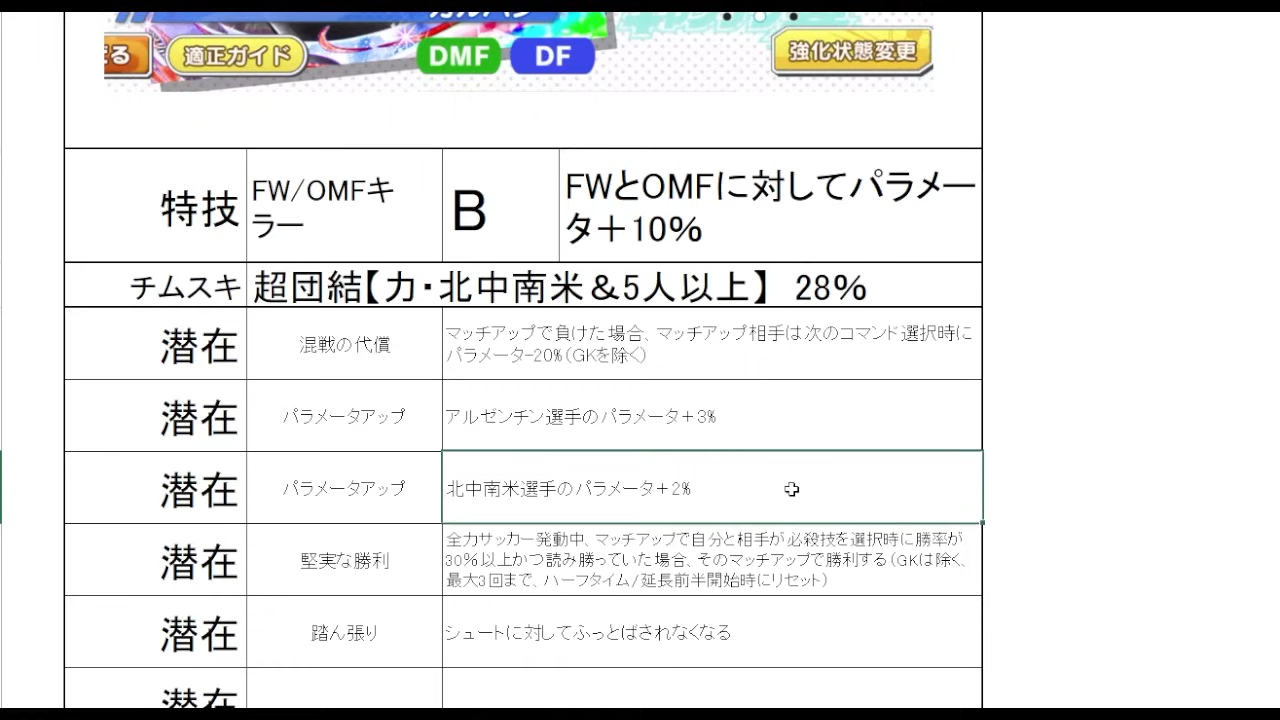 適正ガイド
DMF
DF
強化状態変更
特技
FW/OMFキ
ラー
B
FWとOMFに対してパラメー
タ+10%
チムスキ
超団結【力・北中南米&5人以上】 28%
潜在
混戦の代償
マッチアップで負けた場合、マッチアップ相手は次のコマンド選択時に
パラメータ-20%(GKを除く)
潜在
パラメータアップ
アルゼンチン選手のパラメータ+3%
潜在
パラメータアップ
北中南米選手のパラメータ+2%
潜在
堅実な勝利
全力サッカー発動中、マッチアップで自分と相手が必殺技を選択時に勝率が
30%以上かつ読み勝っていた場合、そのマッチアップで勝利する(GKは除く、
最大3回まで、ハーフタイム/延長前半開始時にリセット)
潜在
踏ん張り
シュートに対してふっとばされなくなる
潜在